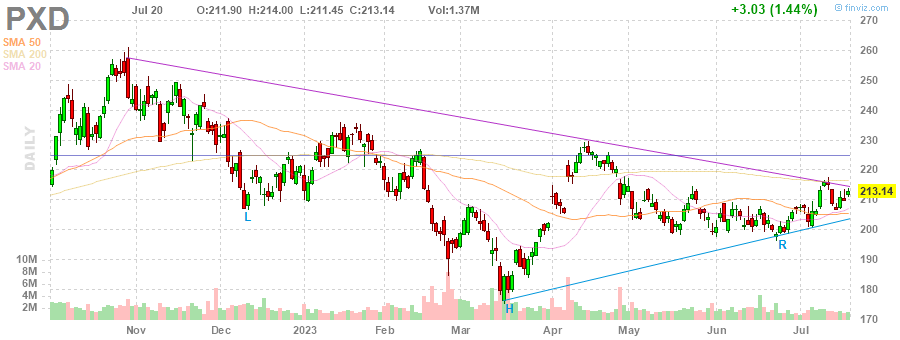 PXD Jul 20 O:211.90 H:214.00 L:211.45 C:213.14 Vol:1.37M +3.03 (1.44%) © finviz.com
SMA 50
SMA 200
SMA 20
DAILY
270
260
250
240
230
220
213.14
210
200
190
180
170
10M
8M
6M
4M
2M
L
H
R
Nov Dec 2023 Feb Mar Apr May Jun Jul